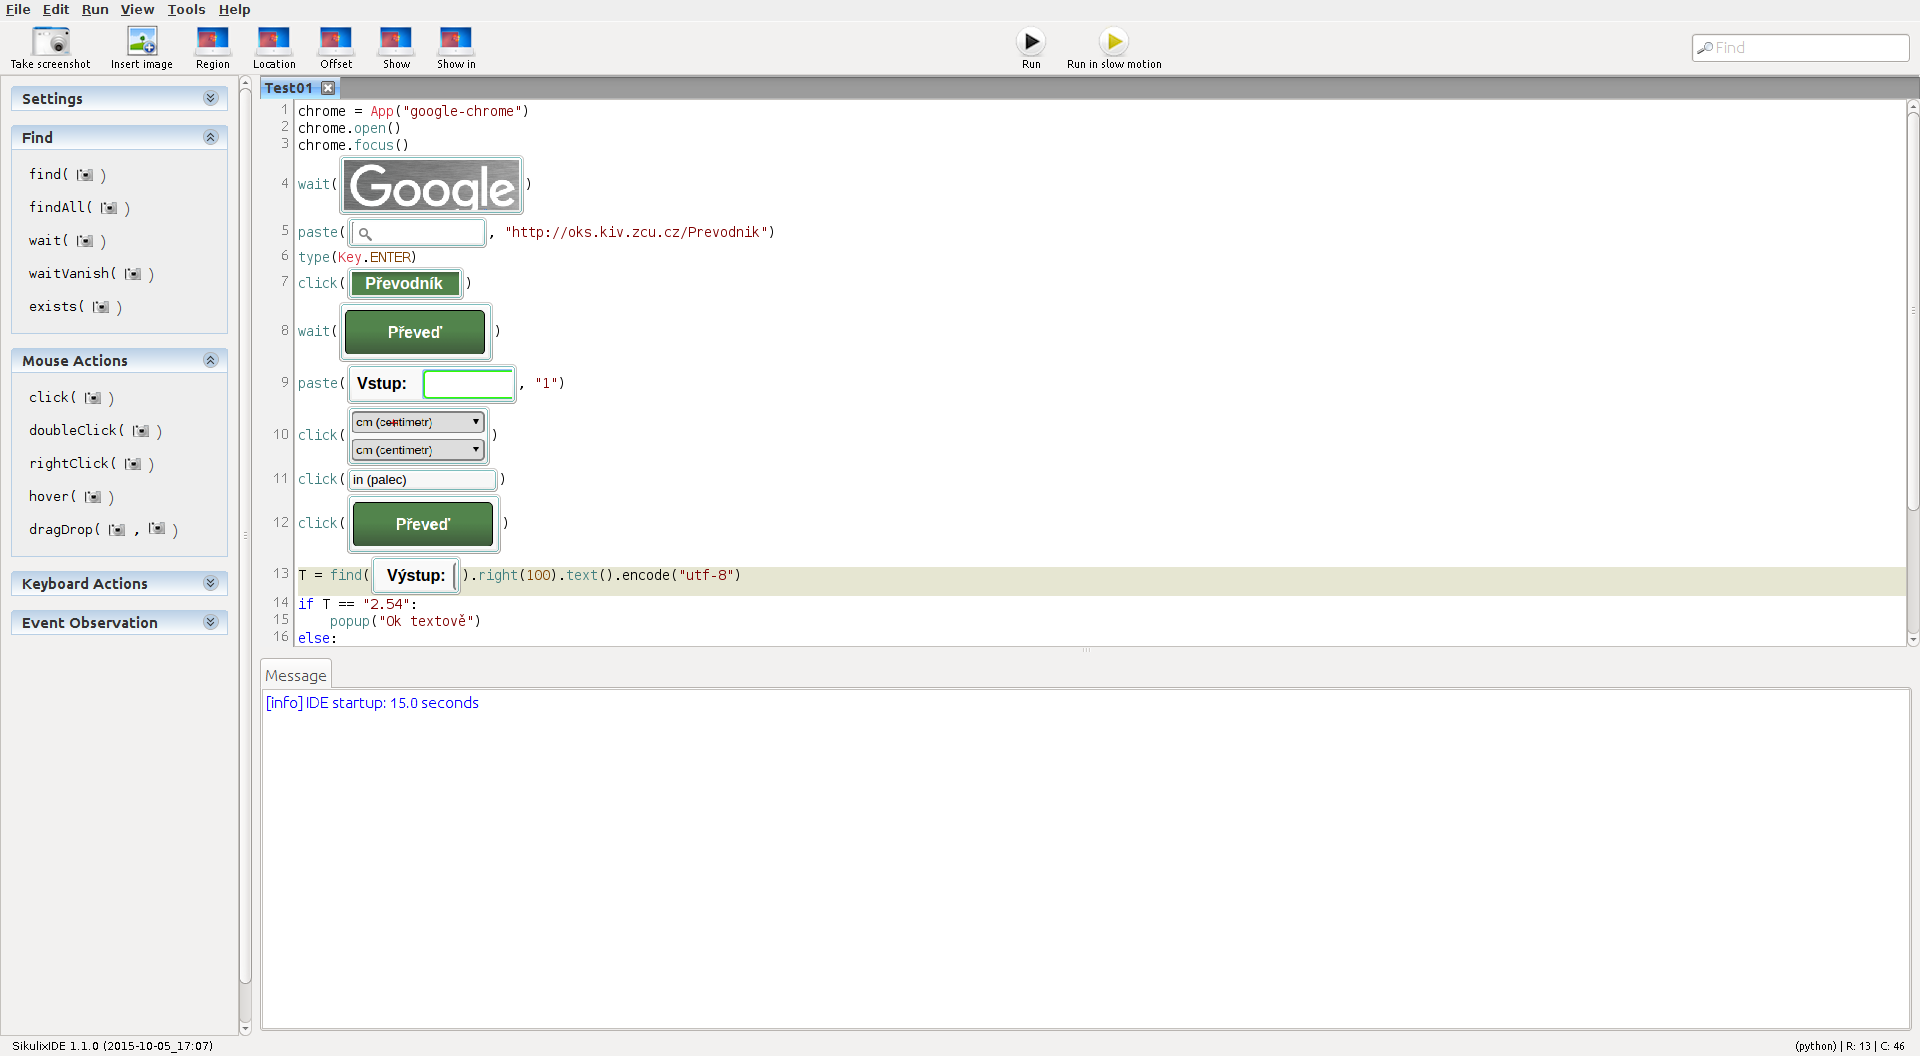 File Edit Run View Tools Help
Take screenshot Insert image Region Location Offset Show Show in Run Run in slow motion Find
Settings
Find
find( )
findAll( )
wait( )
waitVanish( )
exists( )
Mouse Actions
click( )
doubleClick( )
rightClick( )
hover( )
dragDrop( , )
Keyboard Actions
Event Observation
Test01
1 chrome = App("google-chrome")
2 chrome.open()
3 chrome.focus()
4 wait( Google )
5 paste( , "http://oks.kiv.zcu.cz/Prevodnik")
6 type(Key.ENTER)
7 click( Převodník )
8 wait( Převeď )
9 paste( Vstup: , "1")
10 click( cm (centimetr)
cm (centimetr) )
11 click( in (palec) )
12 click( Převeď )
13 T = find( Výstup: ).right(100).text().encode("utf-8")
14 if T == "2.54":
15 popup("Ok textově")
16 else:
Message
[info] IDE startup: 15.0 seconds
SikulixIDE 1.1.0 (2015-10-05_17:07) (python) | R: 13 | C: 46